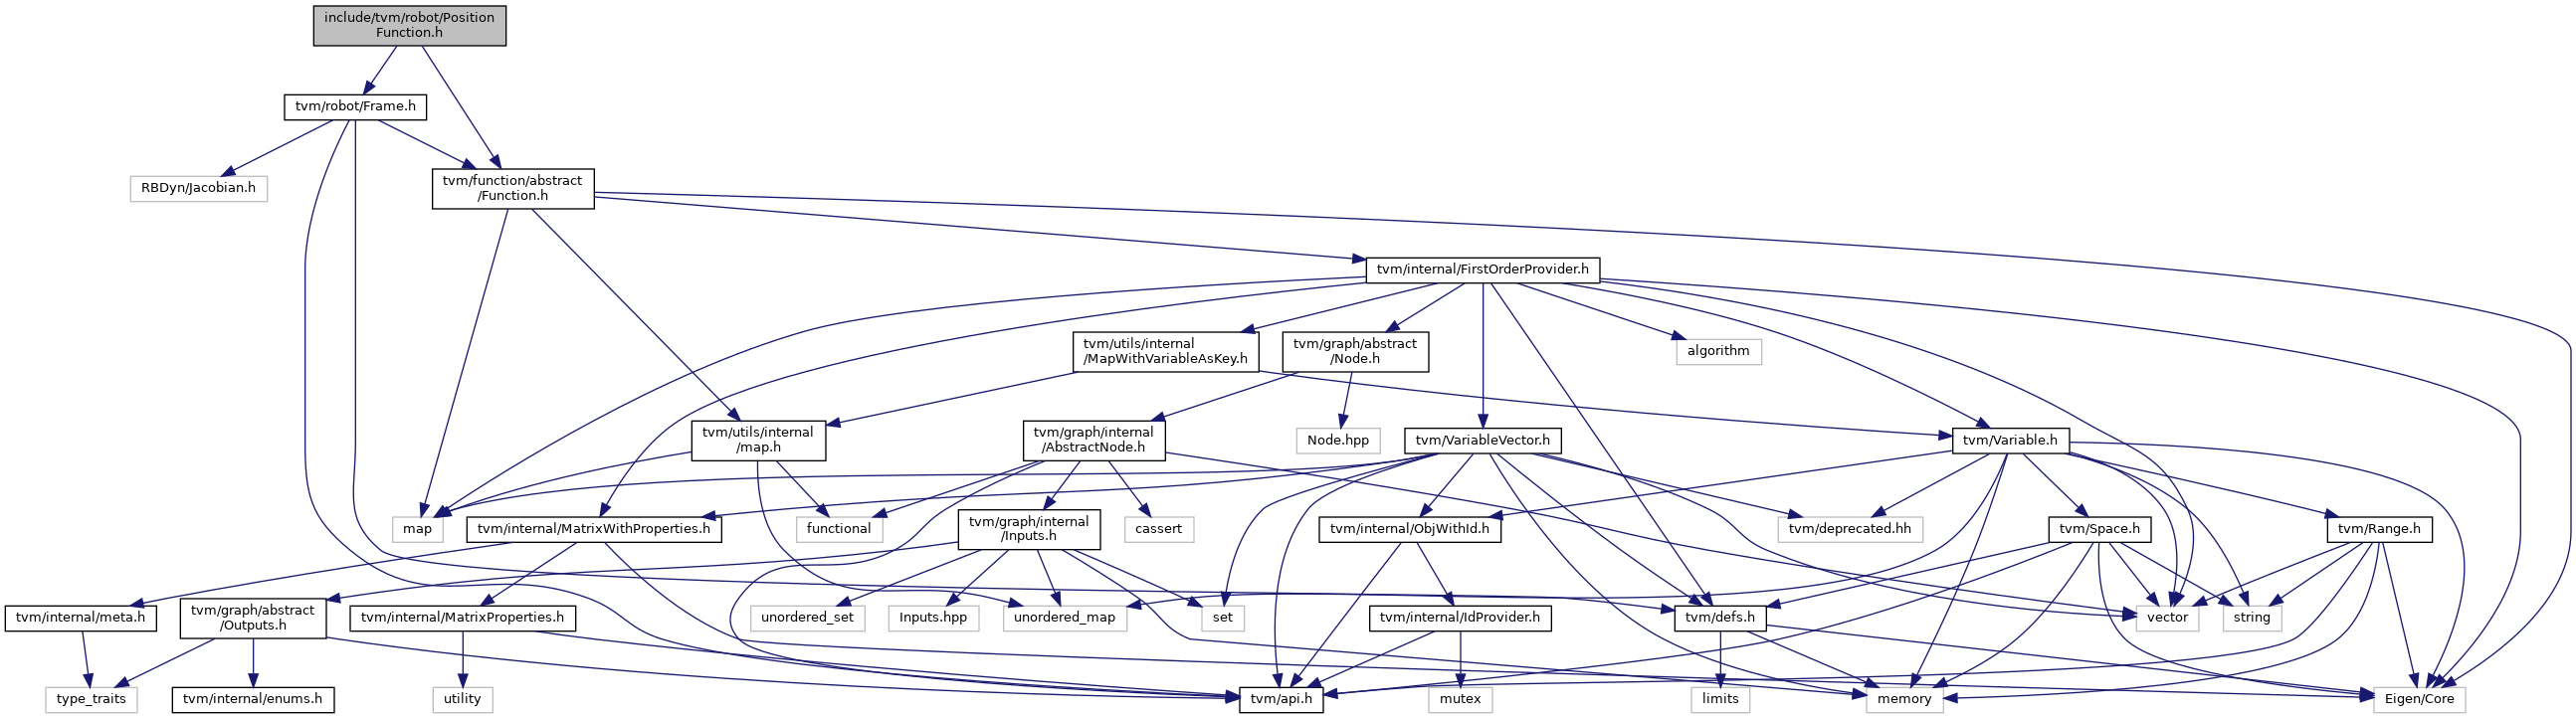 include/tvm/robot/Position
Function.h
tvm/robot/Frame.h
RBDyn/Jacobian.h
tvm/function/abstract
/Function.h
tvm/internal/FirstOrderProvider.h
tvm/utils/internal
/MapWithVariableAsKey.h
tvm/graph/abstract
/Node.h
algorithm
tvm/utils/internal
/map.h
tvm/graph/internal
/AbstractNode.h
Node.hpp
tvm/VariableVector.h
tvm/Variable.h
map
tvm/internal/MatrixWithProperties.h
functional
tvm/graph/internal
/Inputs.h
cassert
tvm/internal/ObjWithId.h
tvm/deprecated.hh
tvm/Space.h
tvm/Range.h
tvm/internal/meta.h
tvm/graph/abstract
/Outputs.h
tvm/internal/MatrixProperties.h
unordered_set
Inputs.hpp
unordered_map
set
tvm/internal/IdProvider.h
tvm/defs.h
vector
string
type_traits
tvm/internal/enums.h
utility
tvm/api.h
mutex
limits
memory
Eigen/Core